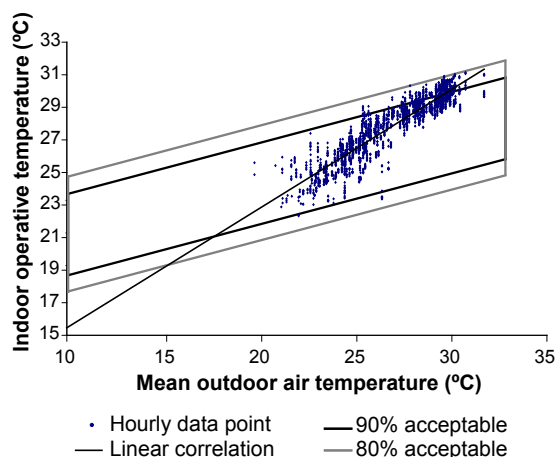 Indoor operative temperature (ºC)
33
31
29
27
25
23
21
19
17
15
10
15
20
25
30
35
Mean outdoor air temperature (ºC)
Hourly data point
90% acceptable
Linear correlation
80% acceptable